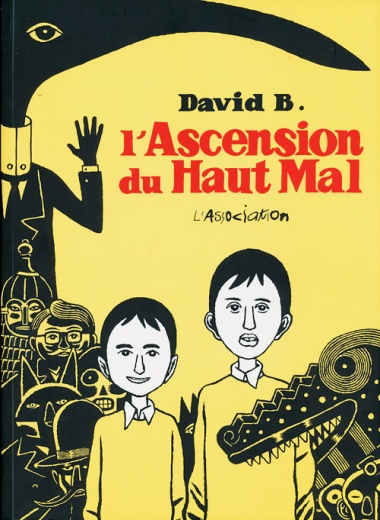 David B.
l'Ascension
du Haut Mal
L'Association